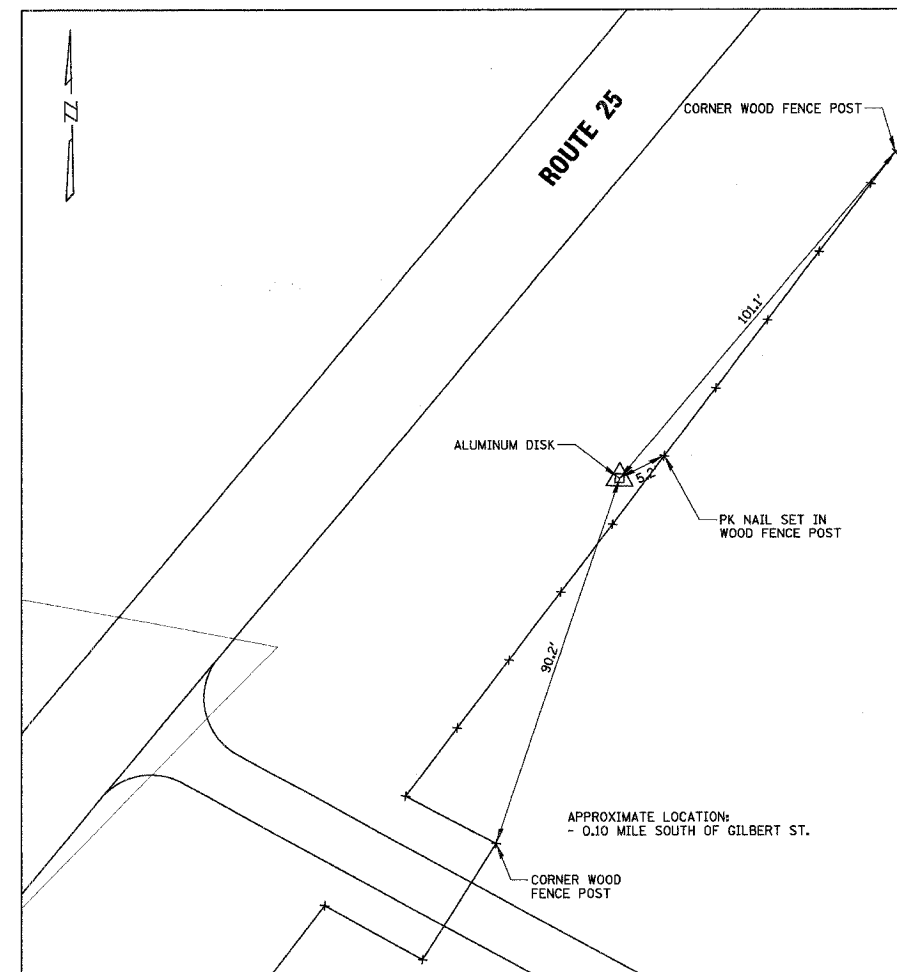 N
ROUTE 25
CORNER WOOD FENCE POST
101.1'
ALUMINUM DISK
5.2'
PK NAIL SET IN
WOOD FENCE POST
90.2'
APPROXIMATE LOCATION:
- 0.10 MILE SOUTH OF GILBERT ST.
CORNER WOOD
FENCE POST